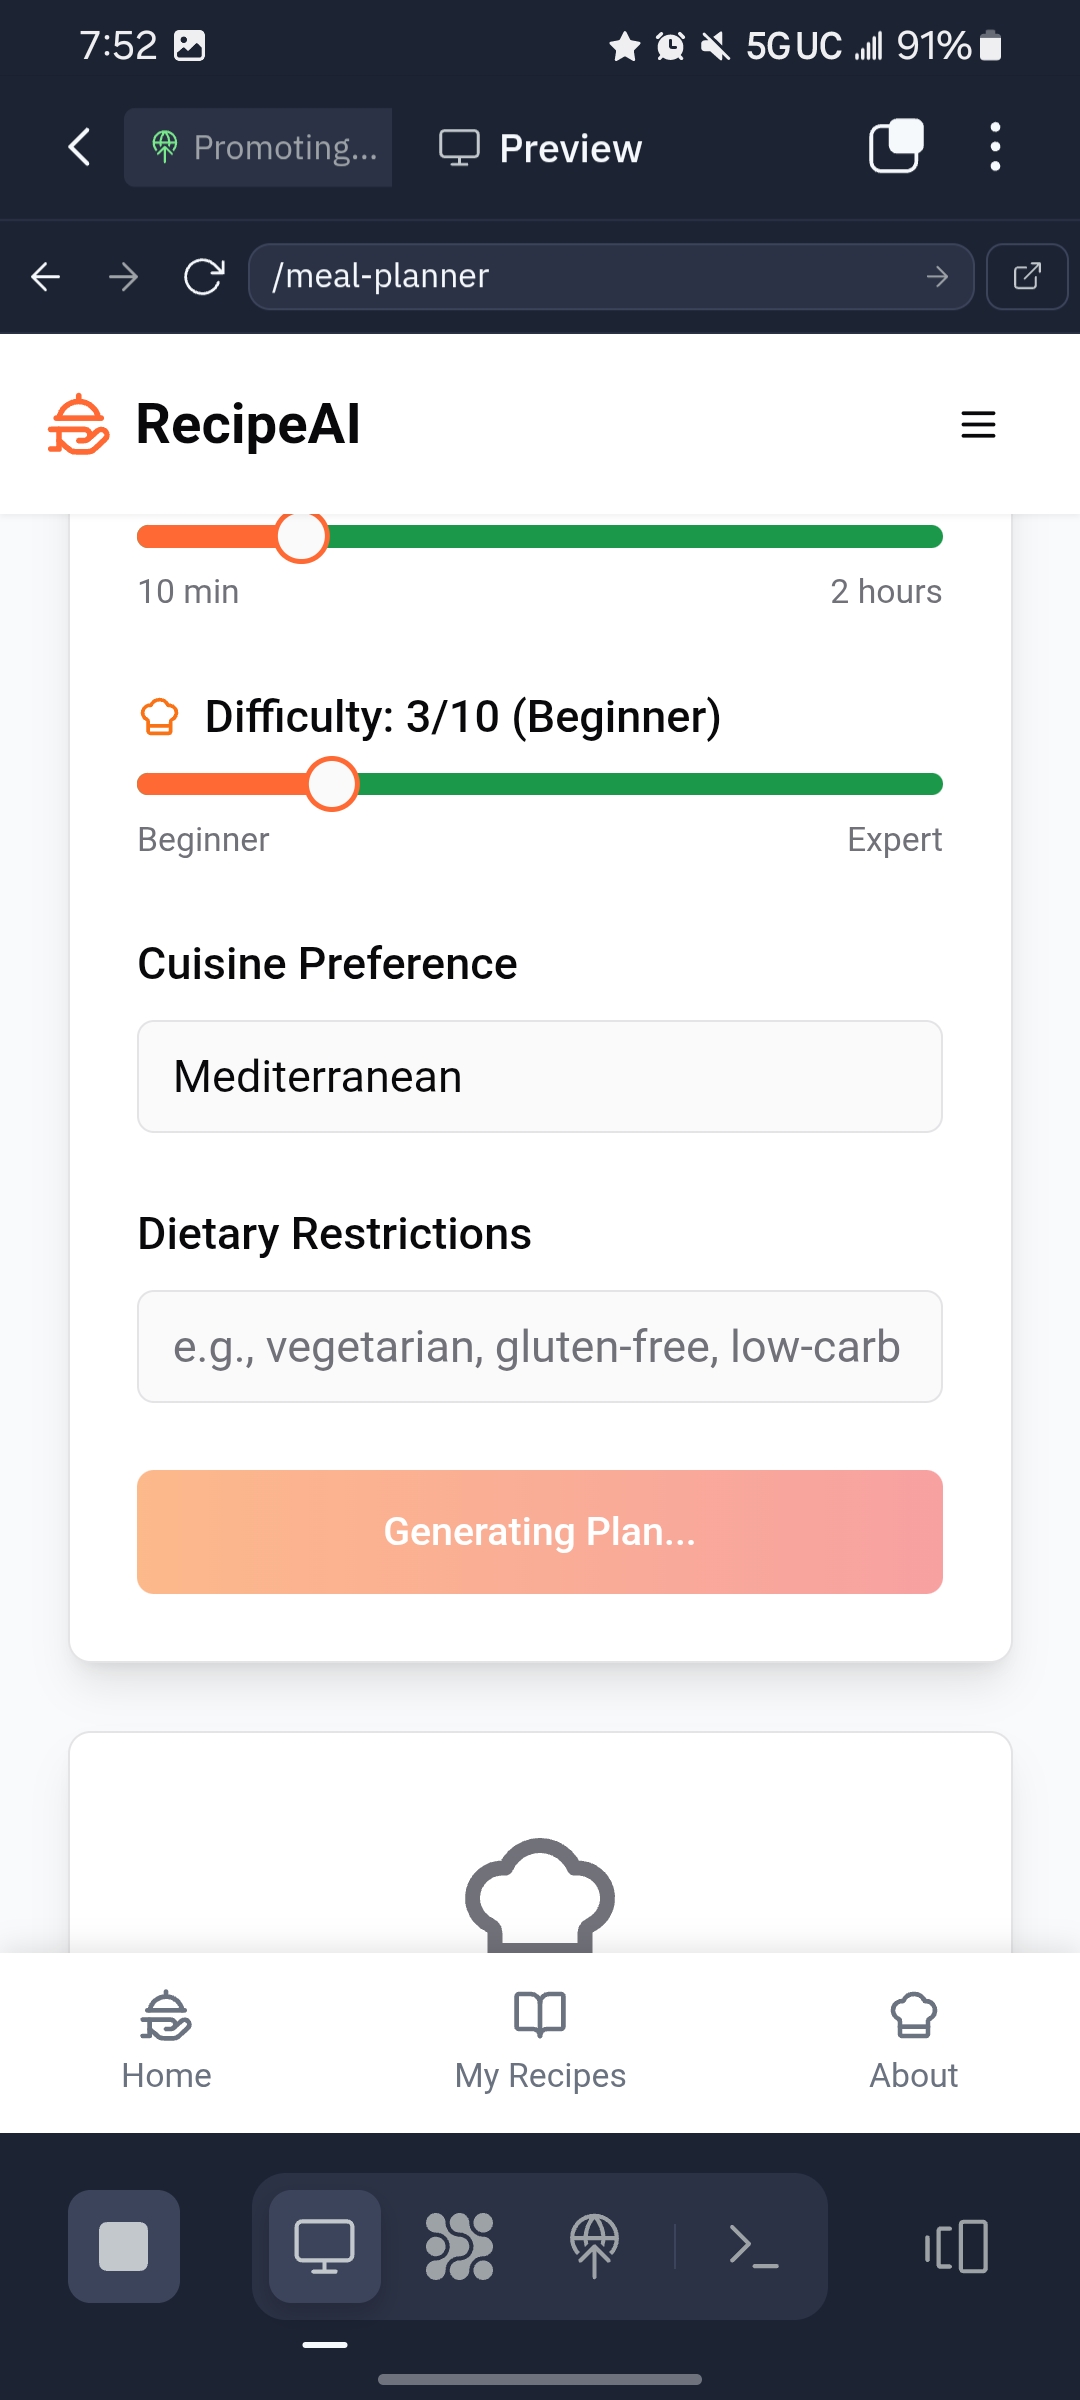 7:52
5G UC 91%
Promoting...
Preview
/meal-planner
RecipeAI
10 min 2 hours
Difficulty: 3/10 (Beginner)
Beginner Expert
Cuisine Preference
Mediterranean
Dietary Restrictions
e.g., vegetarian, gluten-free, low-carb
Generating Plan...
Home My Recipes About